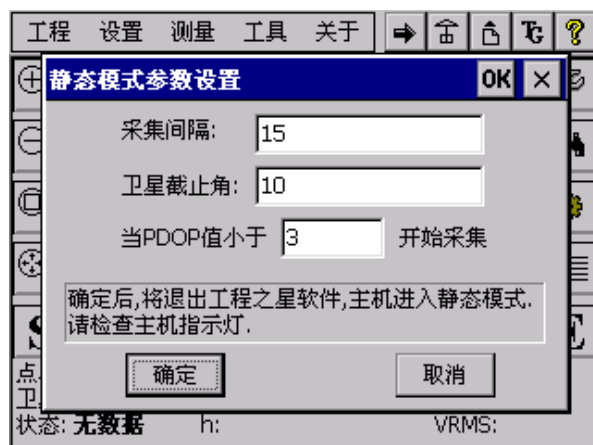 工程 设置 测量 工具 关于
静态模式参数设置 OK
采集间隔: 15
卫星截止角: 10
当PDOP值小于 3 开始采集
确定后,将退出工程之星软件,主机进入静态模式.
请检查主机指示灯.
确定 取消
点
卫
状态: 无数据 h: VRMS: